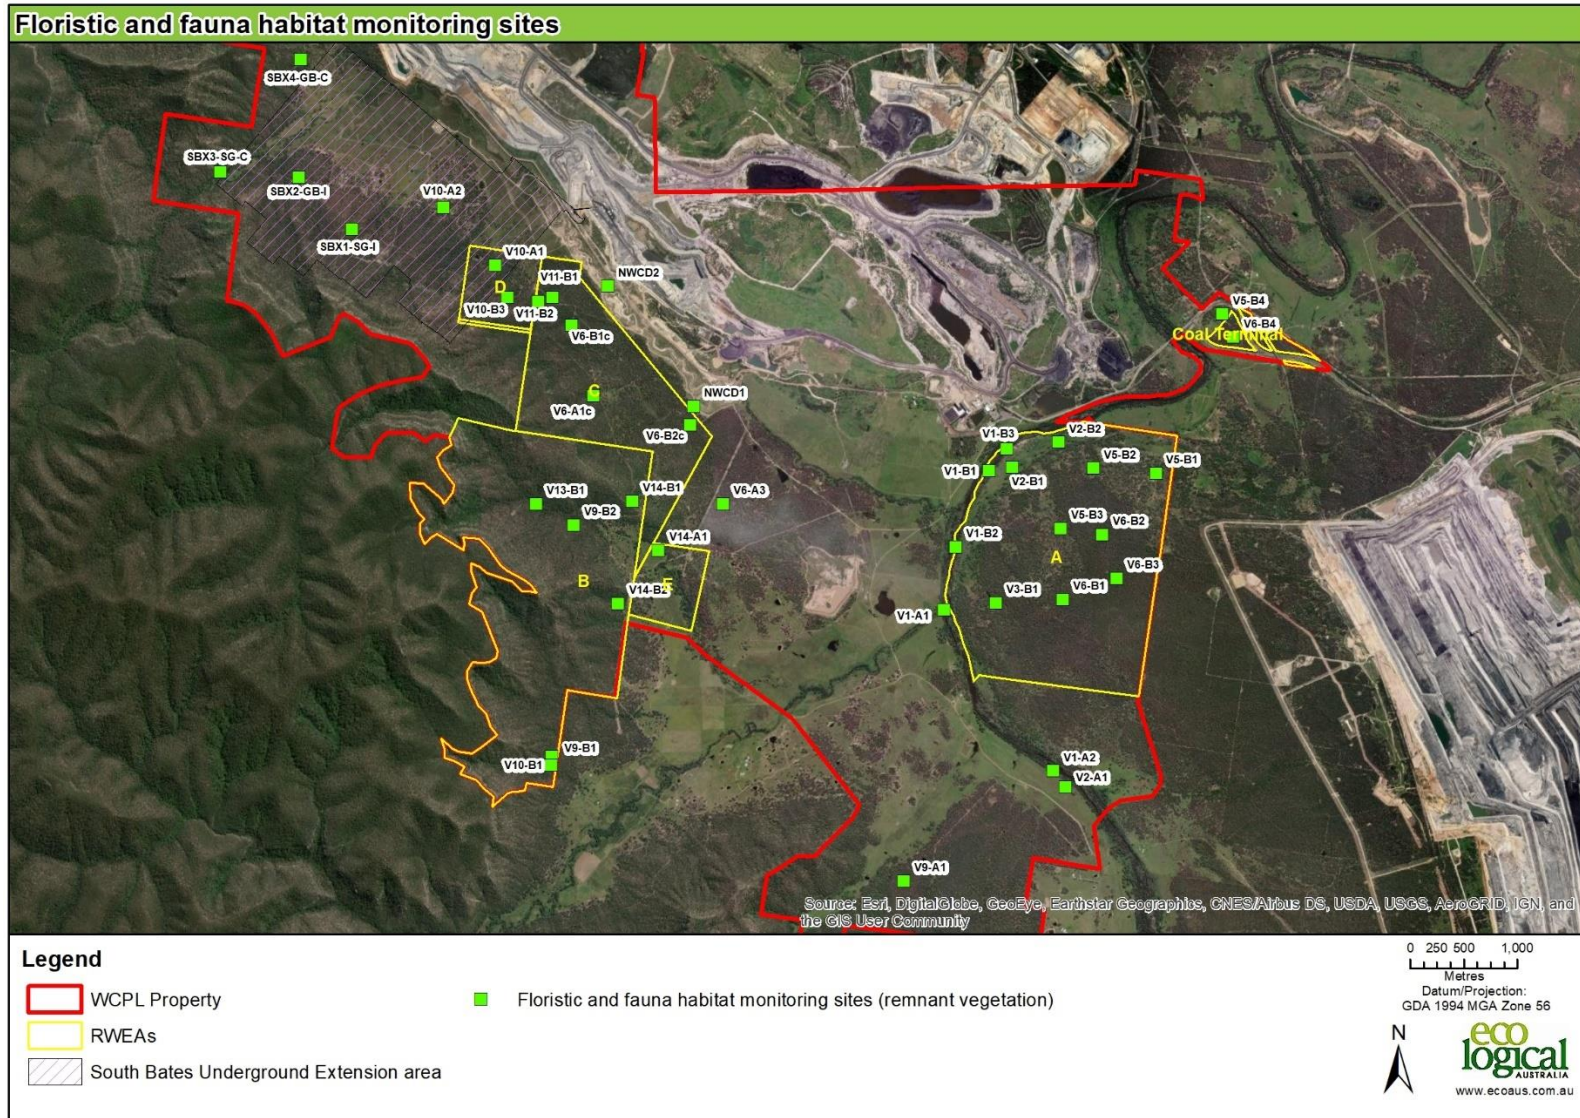 Floristic and fauna habitat monitoring sites
SBX4-GB-C
SBX3-SG-C
SBX2-GB-I
V10-A2
SBX1-SG-I
V10-A1
D
V11-B1
NWCD2
V10-B3
V11-B2
V6-B1c
V5-B4
V6-B4
Coal Terminal
C
V6-A1c
NWCD1
V6-B2c
V1-B3
V2-B2
V1-B1
V2-B1
V5-B2
V5-B1
V13-B1
V14-B1
V6-A3
V9-B2
V5-B3
V6-B2
V14-A1
V1-B2
A
V6-B3
B
V14-B2
E
V3-B1
V6-B1
V1-A1
V9-B1
V10-B1
V1-A2
V2-A1
V9-A1
Source: Esri, DigitalGlobe, GeoEye, Earthstar Geographics, CNES/Airbus DS, USDA, USGS, AeroGRID, IGN, and
the GIS User Community
Legend
WCPL Property
RWEAs
South Bates Underground Extension area
Floristic and fauna habitat monitoring sites (remnant vegetation)
0 250 500 1,000
Metres
Datum/Projection:
GDA 1994 MGA Zone 56
N
eco
logical
AUSTRALIA
www.ecoaus.com.au